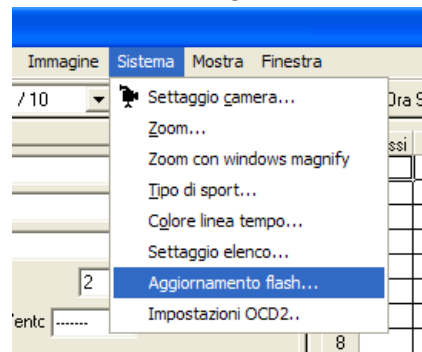 Immagine Sistema Mostra Finestra
/ 10
Settaggio camera...
Zoom...
Zoom con windows magnify
Tipo di sport...
Colore linea tempo...
Settaggio elenco...
Aggiornamento flash...
Impostazioni OCD2..
Ora S
ssi
2
-------
8